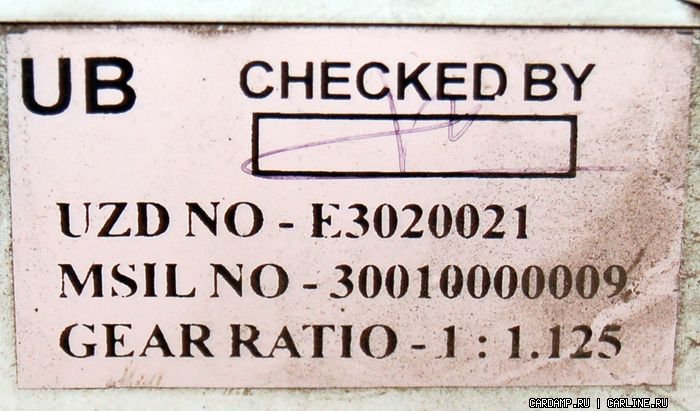 UB
CHECKED BY
UZD NO - E3020021
MSIL NO - 30010000009
GEAR RATIO - 1 : 1.125
CARDAMP.RU | CARLINE.RU